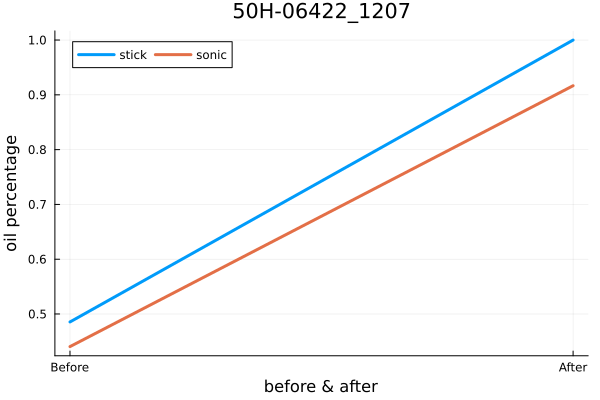 50H-06422_1207
stick sonic
1.0
0.9
0.8
0.7
0.6
0.5
oil percentage
Before After
before & after